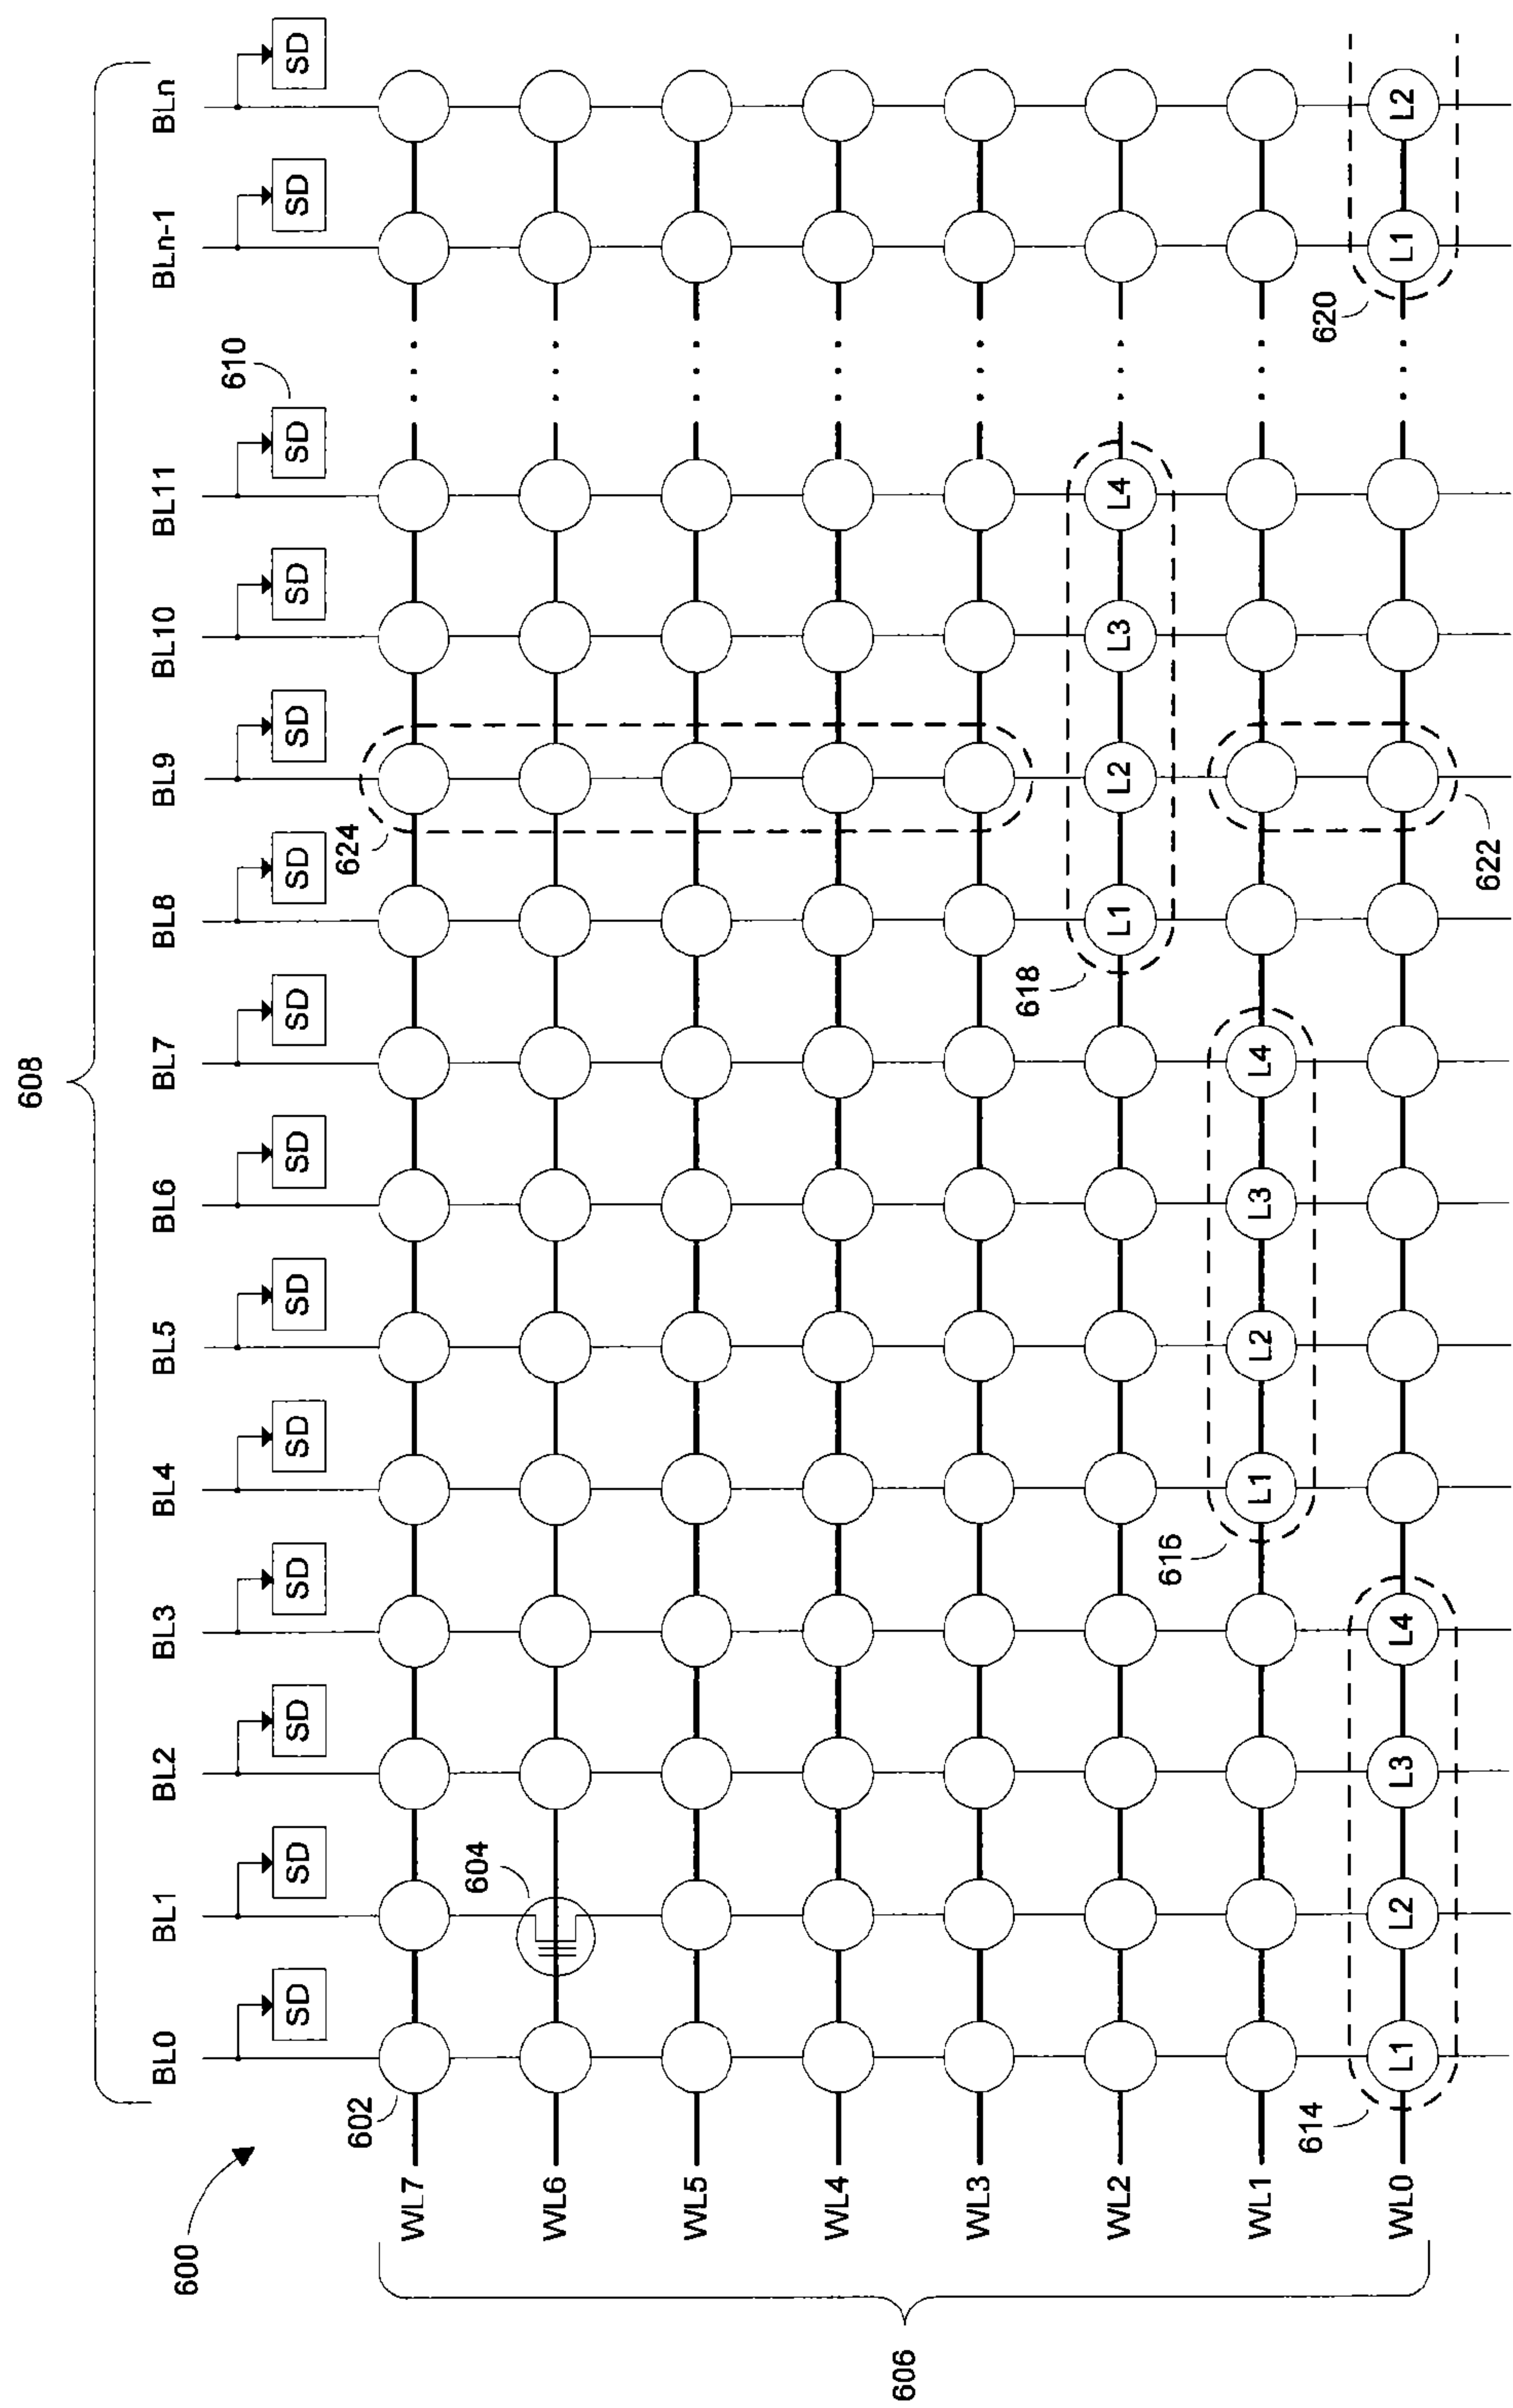 608
BL0 BL1 BL2 BL3 BL4 BL5 BL6 BL7 BL8 BL9 BL10 BL11 BLn-1 BLn
SD SD SD SD SD SD SD SD SD SD SD SD SD SD
610
600
602
604
624
606
WL7
WL6
WL5
WL4
WL3
WL2 L1 L2 L3 L4
618
WL1 L1 L2 L3 L4
616
WL0 L1 L2 L3 L4 L1 L2
614
620
622